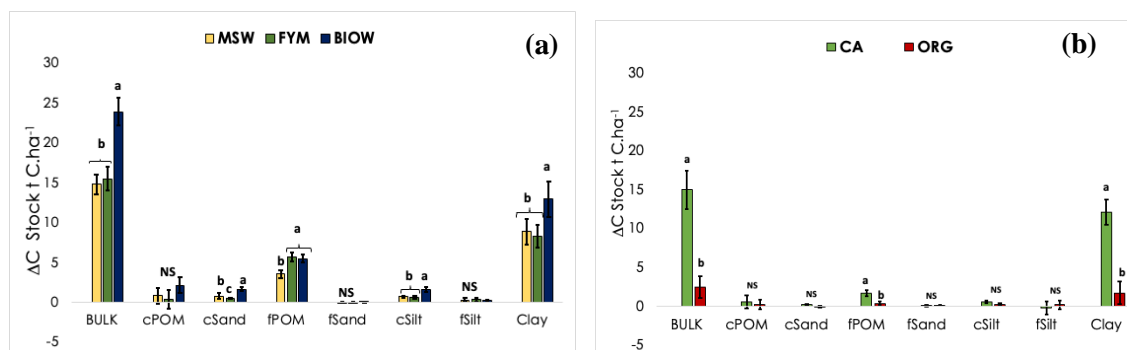 MSW FYM BIOW
(a)
30
25
20
15
10
5
0
-5
ΔC Stock t C.ha-1
b
a
NS
b
c
a
b
a
NS
b
a
NS
b
a
BULK cPOM cSand fPOM fSand cSilt fSilt Clay
CA ORG
(b)
30
25
20
15
10
5
0
-5
ΔC Stock t C.ha-1
a
b
NS
NS
a
b
NS
NS
NS
a
b
BULK cPOM cSand fPOM fSand cSilt fSilt Clay